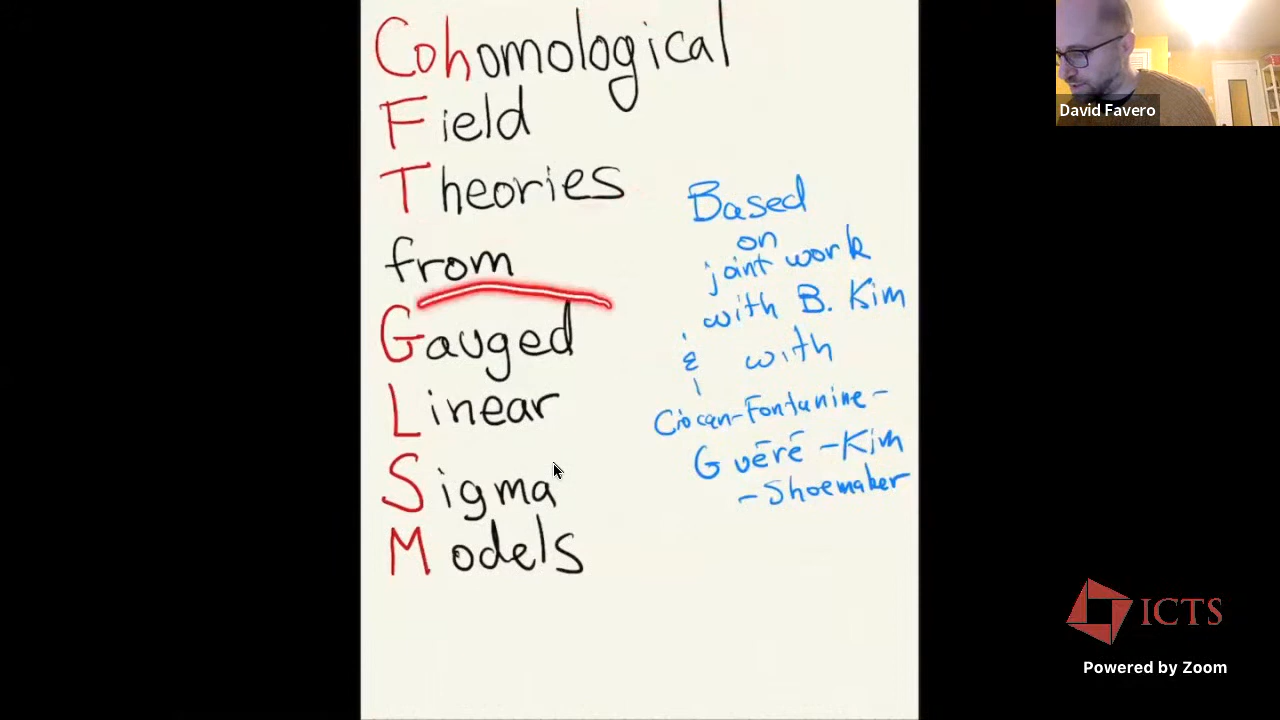 Cohomological
Field
Theories
from
Gauged
Linear
Sigma
Models
Based
on
joint work
with B. Kim
& with
Ciocan-Fontanine-
Guéré-Kim
-Shoemaker
David Favero
ICTS
Powered by Zoom